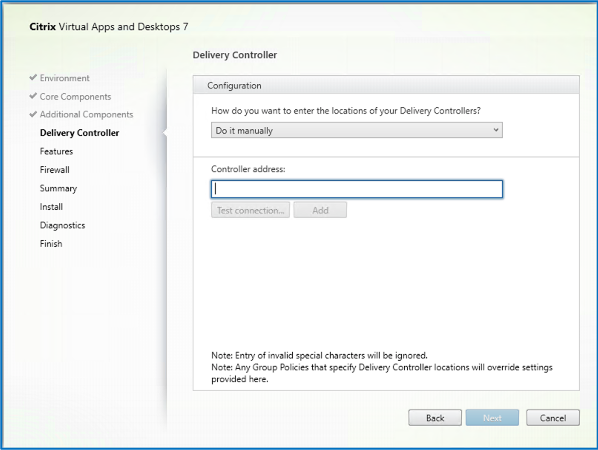 Citrix Virtual Apps and Desktops 7
Delivery Controller
Environment
Core Components
Additional Components
Delivery Controller
Features
Firewall
Summary
Install
Diagnostics
Finish
Configuration
How do you want to enter the locations of your Delivery Controllers?
Do it manually
Controller address:
Test connection... Add
Note: Entry of invalid special characters will be ignored.
Note: Any Group Policies that specify Delivery Controller locations will override settings
provided here.
Back Next Cancel